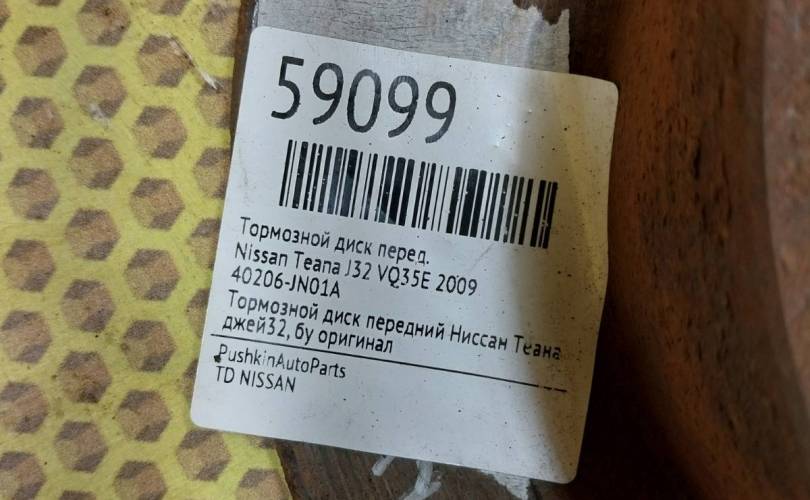 59099
Тормозной диск перед.
Nissan Teana J32 VQ35E 2009
40206-JN01A
Тормозной диск передний Ниссан Теана
джей32, бу оригинал
PushkinAutoParts
TD NISSAN